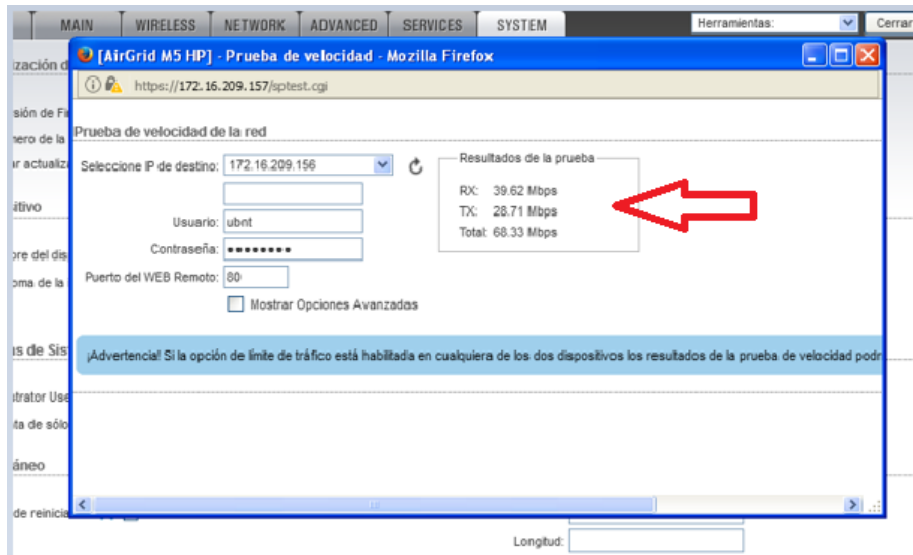 MAIN WIRELESS NETWORK ADVANCED SERVICES SYSTEM Herramientas: Cerrar
[AirGrid M5 HP] - Prueba de velocidad - Mozilla Firefox
https://172.16.209.157/sptest.cgi
Prueba de velocidad de la red
Seleccione IP de destino: 172.16.209.156
Usuario: ubnt
Contraseña: ••••••••
Puerto del WEB Remoto: 80
Mostrar Opciones Avanzadas
Resultados de la prueba
RX: 39.62 Mbps
TX: 28.71 Mbps
Total: 68.33 Mbps
¡Advertencia! Si la opción de límite de tráfico está habilitada en cualquiera de los dos dispositivos los resultados de la prueba de velocidad podr
ización d
sión de Fi
mero de la
ar actualiza
itivo
bre del dis
oma de la
as de Sis
strator Use
ta de sólo
áneo
de reinicia
Longitud: